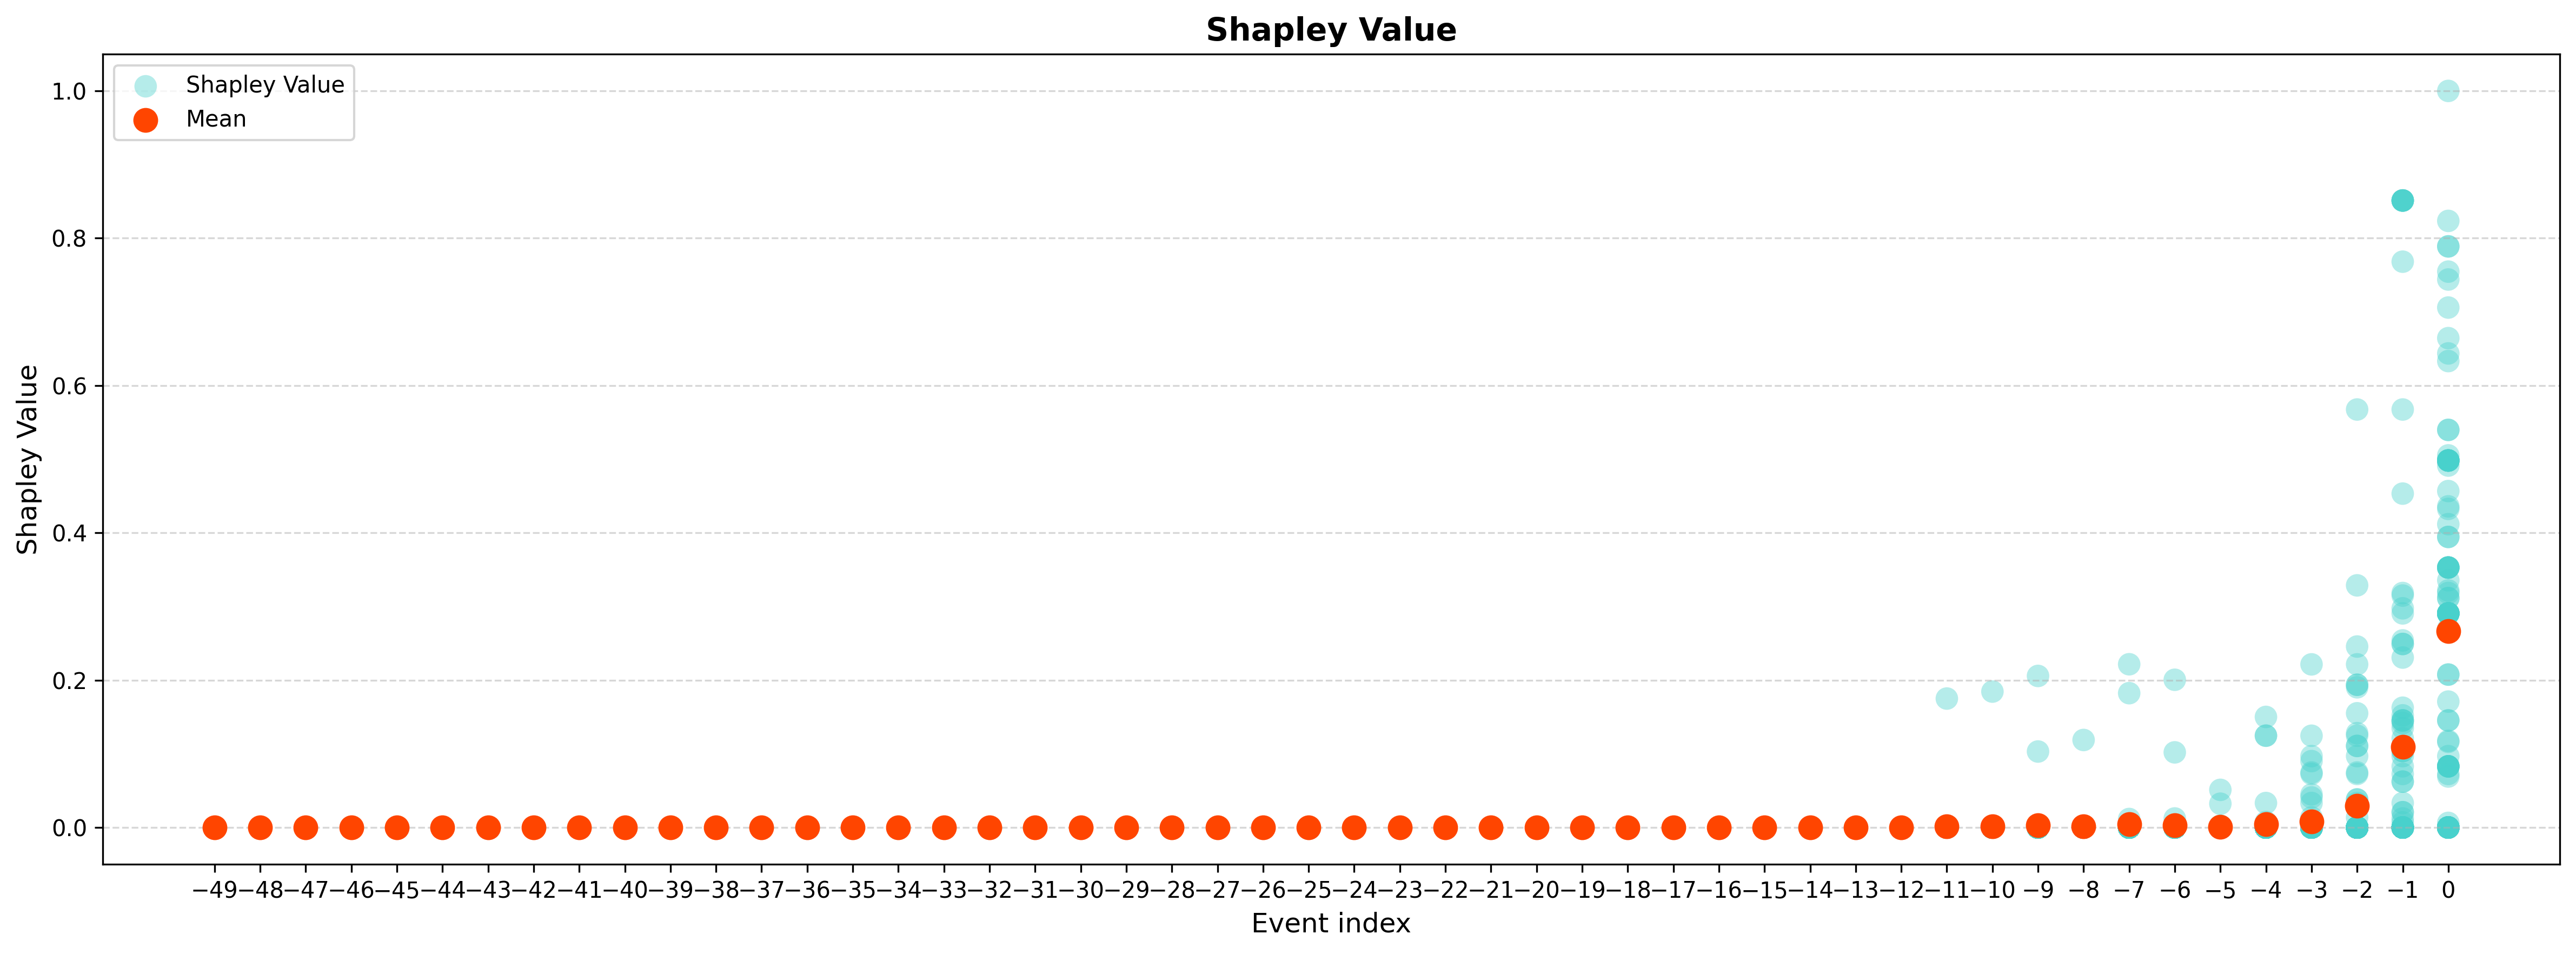 Shapley Value
Shapley Value
Mean
1.0
0.8
0.6
0.4
0.2
0.0
Shapley Value
−49 −48 −47 −46 −45 −44 −43 −42 −41 −40 −39 −38 −37 −36 −35 −34 −33 −32 −31 −30 −29 −28 −27 −26 −25 −24 −23 −22 −21 −20 −19 −18 −17 −16 −15 −14 −13 −12 −11 −10 −9 −8 −7 −6 −5 −4 −3 −2 −1 0
Event index